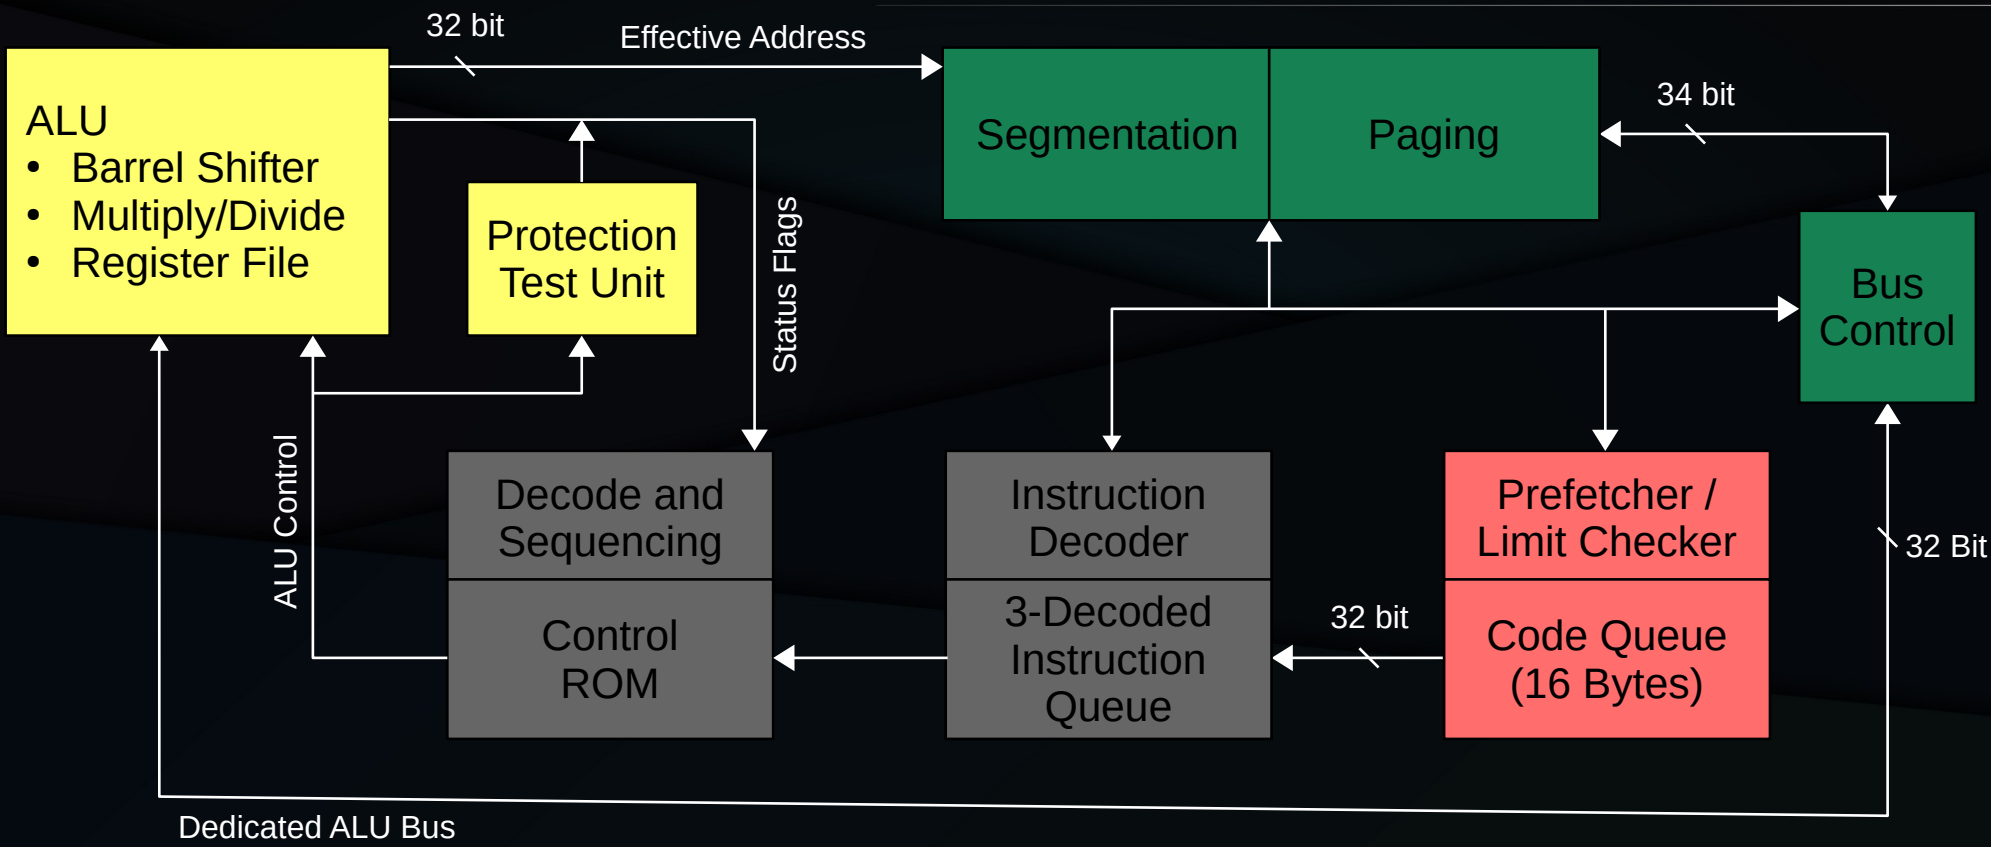 32 bit
Effective Address
ALU
• Barrel Shifter
• Multiply/Divide
• Register File
Protection
Test Unit
Status Flags
Segmentation
Paging
34 bit
Bus
Control
ALU Control
Decode and
Sequencing
Control
ROM
Instruction
Decoder
3-Decoded
Instruction
Queue
32 bit
Prefetcher /
Limit Checker
Code Queue
(16 Bytes)
32 Bit
Dedicated ALU Bus